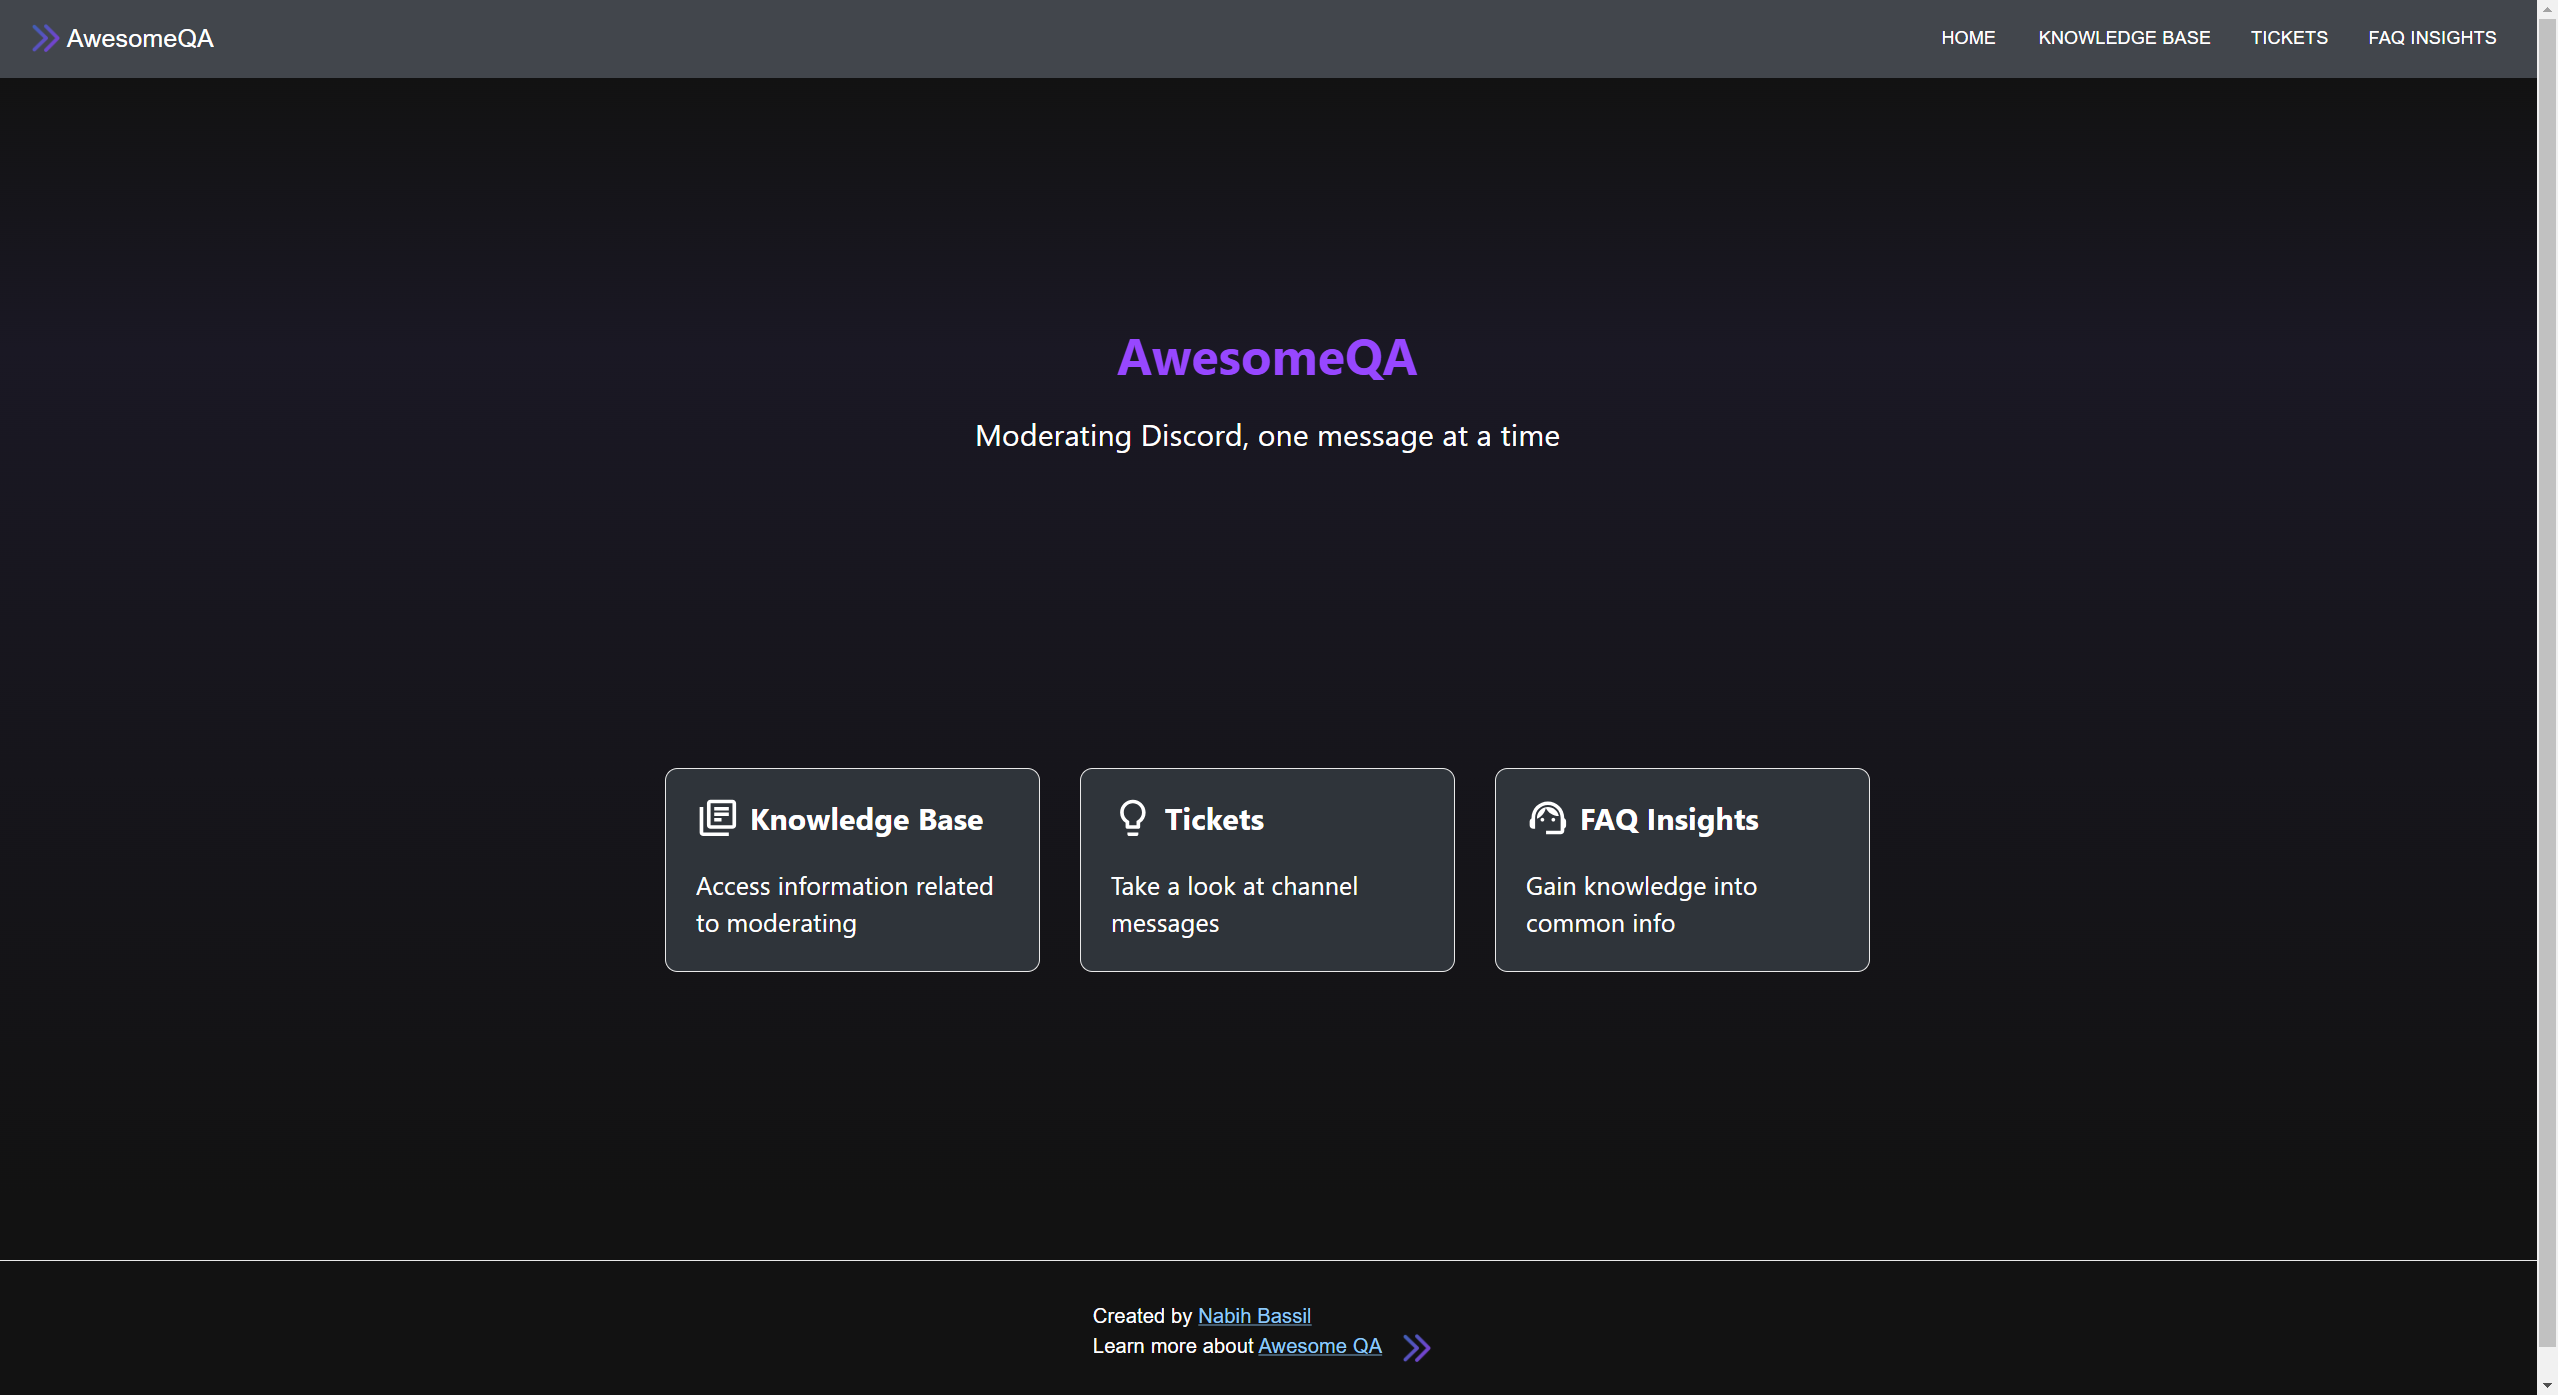 AwesomeQA
HOME
KNOWLEDGE BASE
TICKETS
FAQ INSIGHTS
AwesomeQA
Moderating Discord, one message at a time
Knowledge Base
Access information related
to moderating
Tickets
Take a look at channel
messages
FAQ Insights
Gain knowledge into
common info
Created by Nabih Bassil
Learn more about Awesome QA